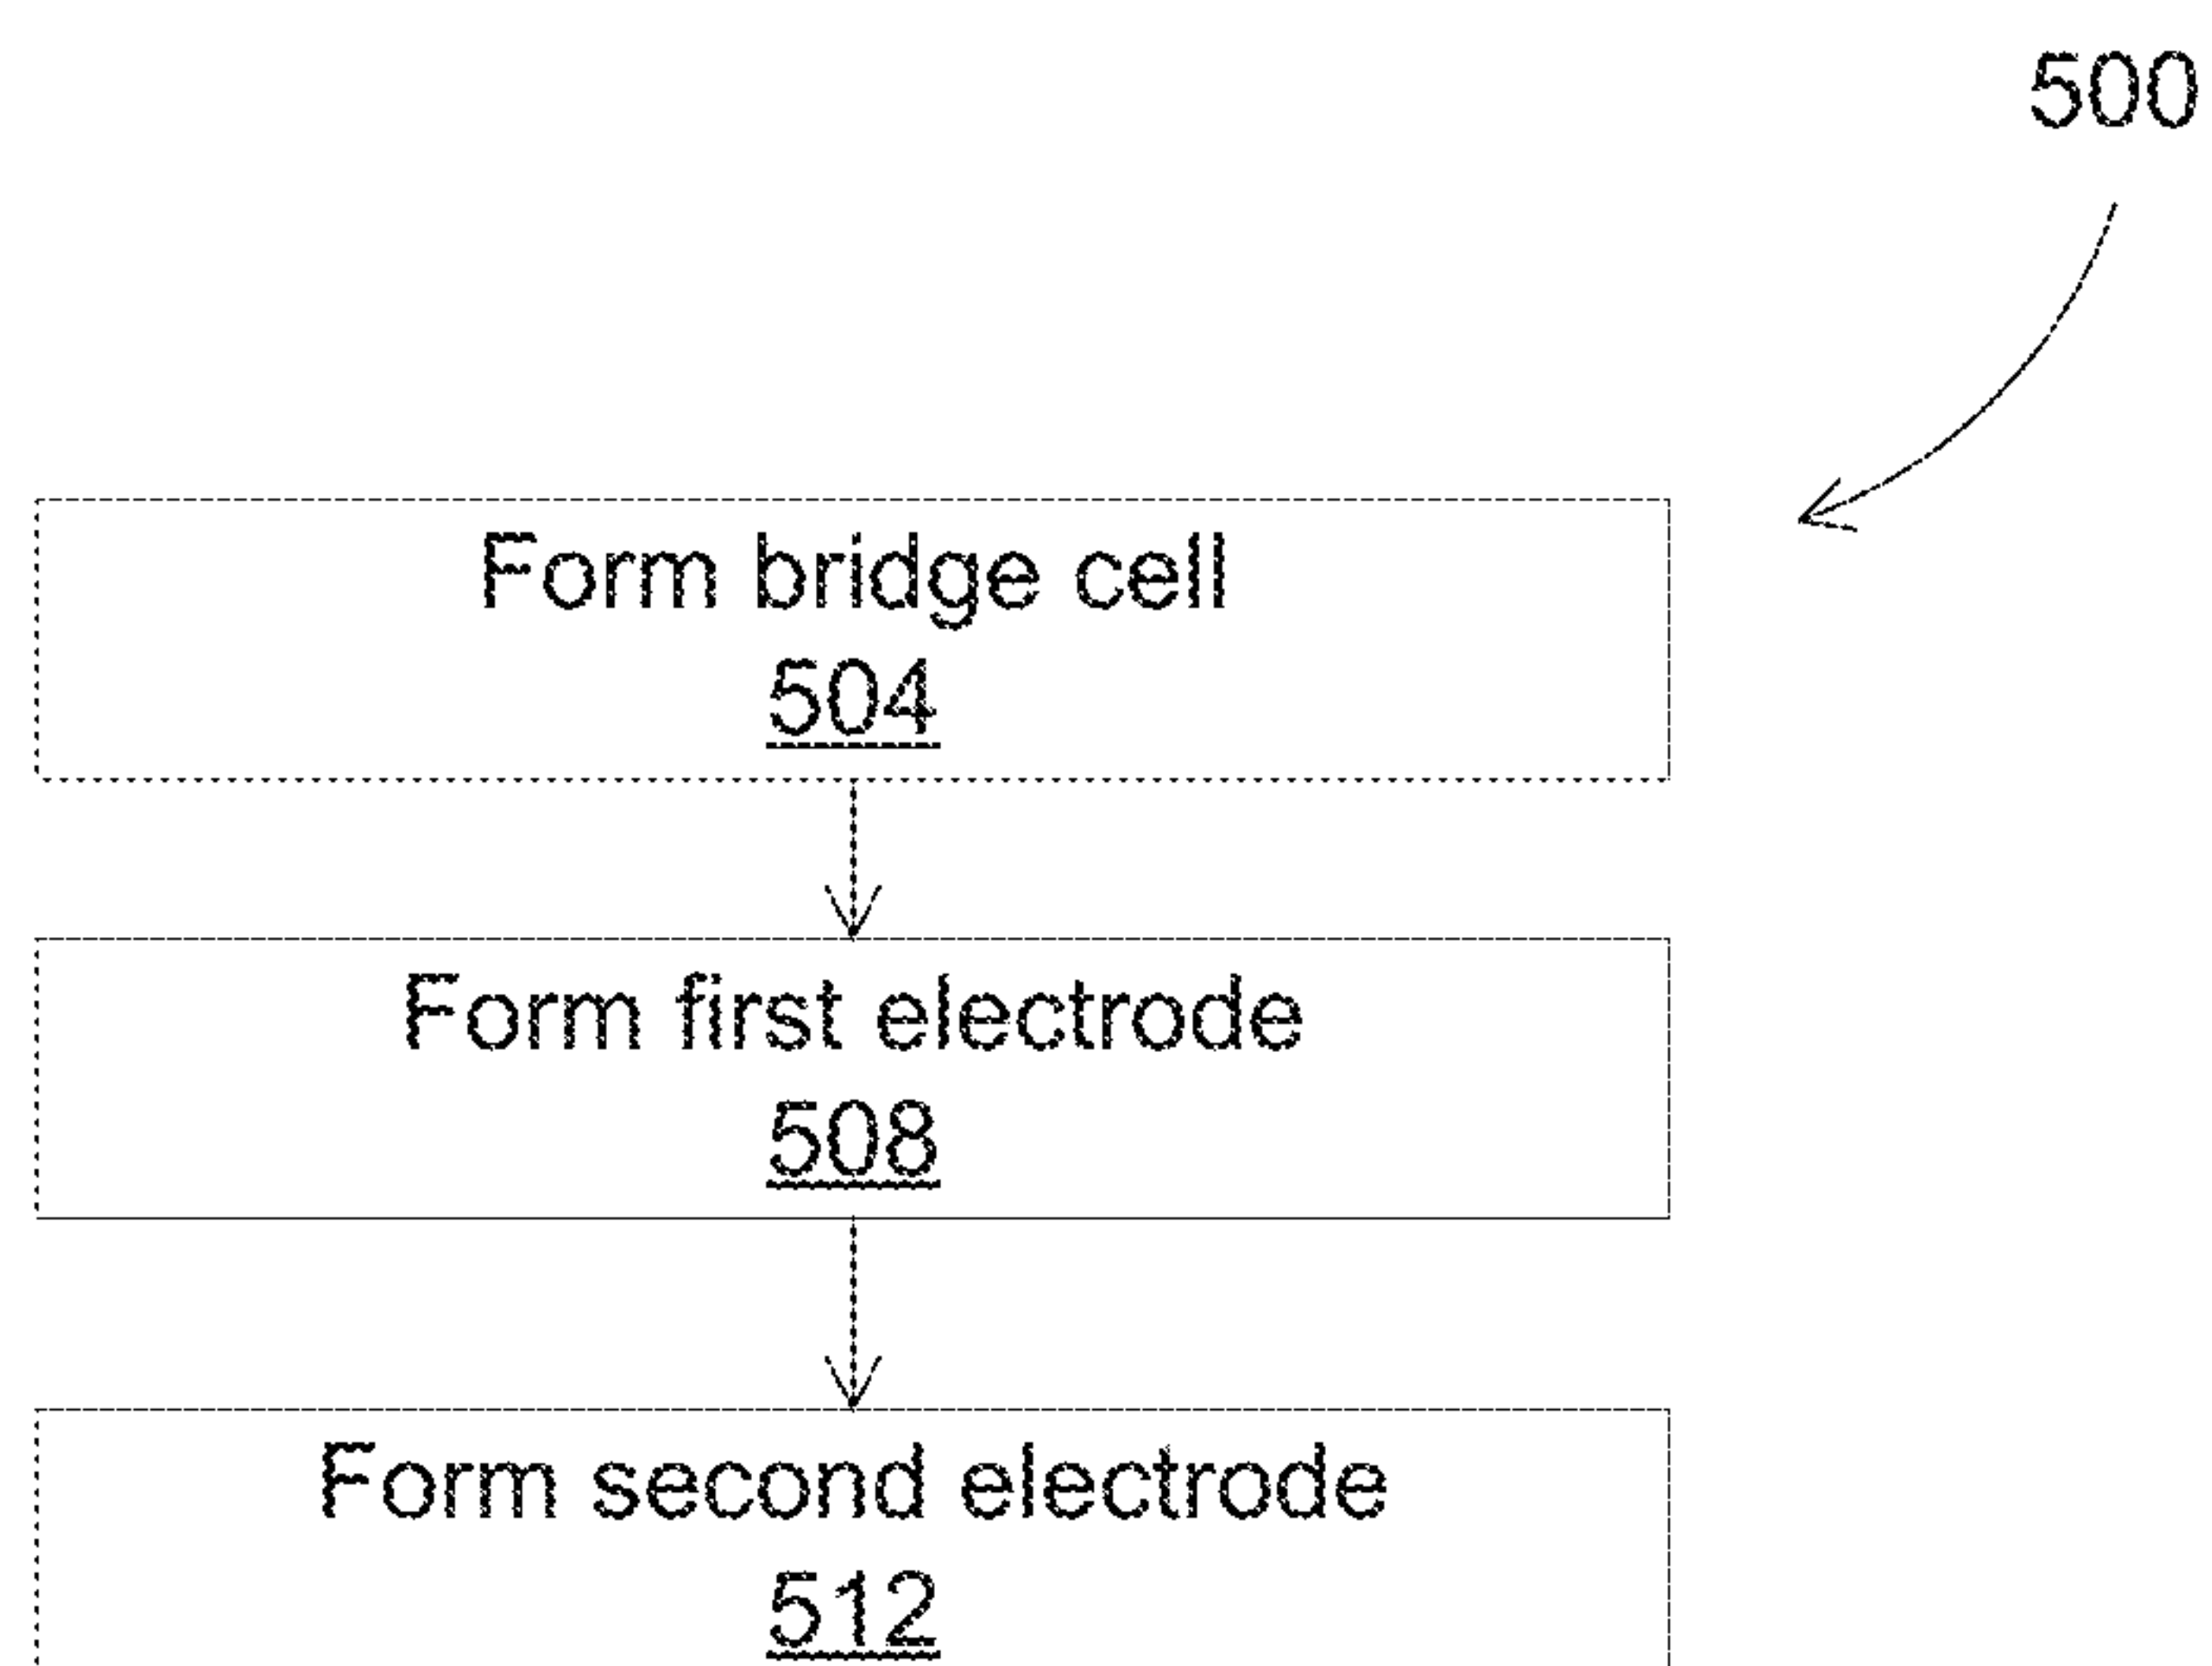 500
Form bridge cell
504
Form first electrode
508
Form second electrode
512